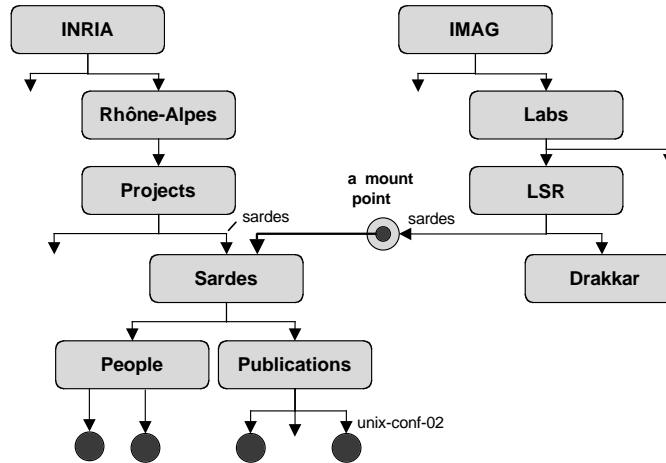 INRIA
IMAG
Rhône-Alpes
Labs
Projects
a mount
point
LSR
sardes
sardes
Sardes
Drakkar
People
Publications
unix-conf-02